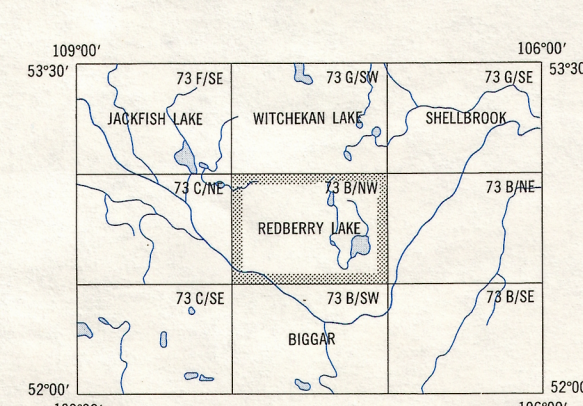 109°00′ 106°00′
53°30′ 53°30
73 F/SE 73 G/SW 73 G/SE
JACKFISH LAKE WITCHEKAN LAKE SHELLBROOK
73 C/NE 73 B/NW 73 B/NE
REDBERRY LAKE
73 C/SE 73 B/SW 73 B/SE
BIGGAR
52°00′ 52°00